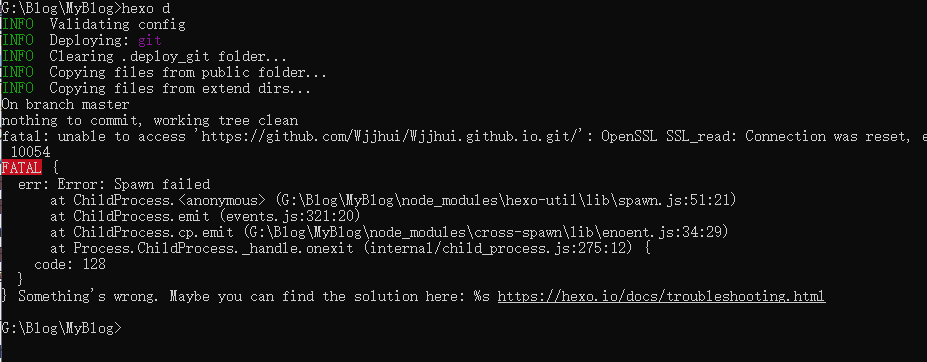 G:\Blog\MyBlog>hexo d
INFO  Validating config
INFO  Deploying: git
INFO  Clearing .deploy_git folder...
INFO  Copying files from public folder...
INFO  Copying files from extend dirs...
On branch master
nothing to commit, working tree clean
fatal: unable to access 'https://github.com/Wjjhui/Wjjhui.github.io.git/': OpenSSL SSL_read: Connection was reset, e
 10054
FATAL {
  err: Error: Spawn failed
      at ChildProcess.<anonymous> (G:\Blog\MyBlog\node_modules\hexo-util\lib\spawn.js:51:21)
      at ChildProcess.emit (events.js:321:20)
      at ChildProcess.cp.emit (G:\Blog\MyBlog\node_modules\cross-spawn\lib\enoent.js:34:29)
      at Process.ChildProcess._handle.onexit (internal/child_process.js:275:12) {
    code: 128
  }
} Something's wrong. Maybe you can find the solution here: %s https://hexo.io/docs/troubleshooting.html
G:\Blog\MyBlog>